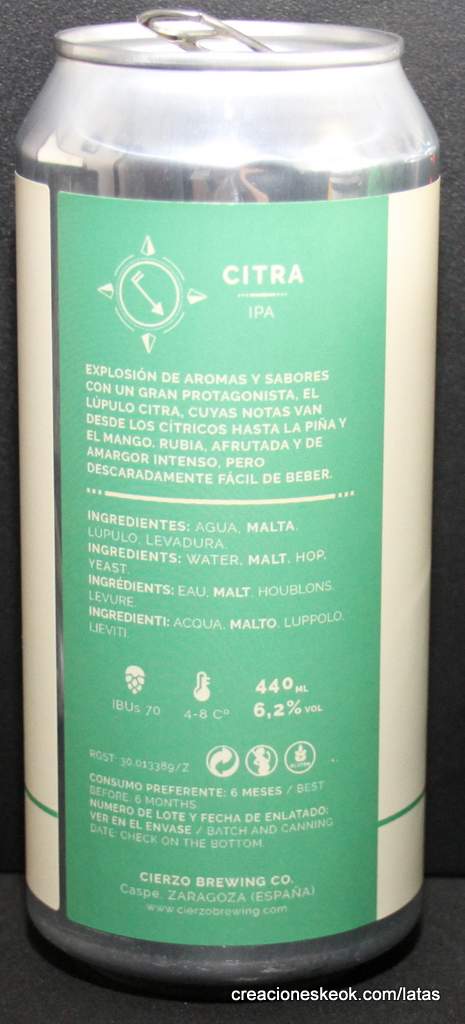 CITRA
IPA
EXPLOSIÓN DE AROMAS Y SABORES
CON UN GRAN PROTAGONISTA, EL
LÚPULO CITRA, CUYAS NOTAS VAN
DESDE LOS CÍTRICOS HASTA LA PIÑA Y
EL MANGO. RUBIA, AFRUTADA Y DE
AMARGOR INTENSO, PERO
DESCARADAMENTE FÁCIL DE BEBER.
INGREDIENTES: AGUA, MALTA,
LÚPULO, LEVADURA.
INGREDIENTS: WATER, MALT, HOP,
YEAST.
INGRÉDIENTS: EAU, MALT, HOUBLONS,
LEVURE.
INGREDIENTI: ACQUA, MALTO, LUPPOLO,
LIEVITI.
IBUs 70
4-8 Cº
440 ML
6,2% VOL
RGST: 30.013389/Z
CONSUMO PREFERENTE: 6 MESES / BEST
BEFORE: 6 MONTHS.
NÚMERO DE LOTE Y FECHA DE ENLATADO:
VER EN EL ENVASE / BATCH AND CANNING
DATE: CHECK ON THE BOTTOM.
CIERZO BREWING CO.
Caspe, ZARAGOZA (ESPAÑA)
www.cierzobrewing.com
creacioneskeok.com/latas